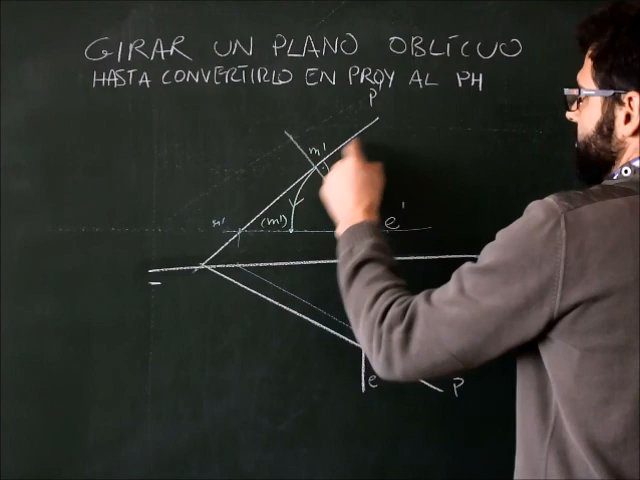 GIRAR UN PLANO OBLÍCUO
HASTA CONVERTIRLO EN PROY AL PH
P'
m'
(m')
e'
e
P